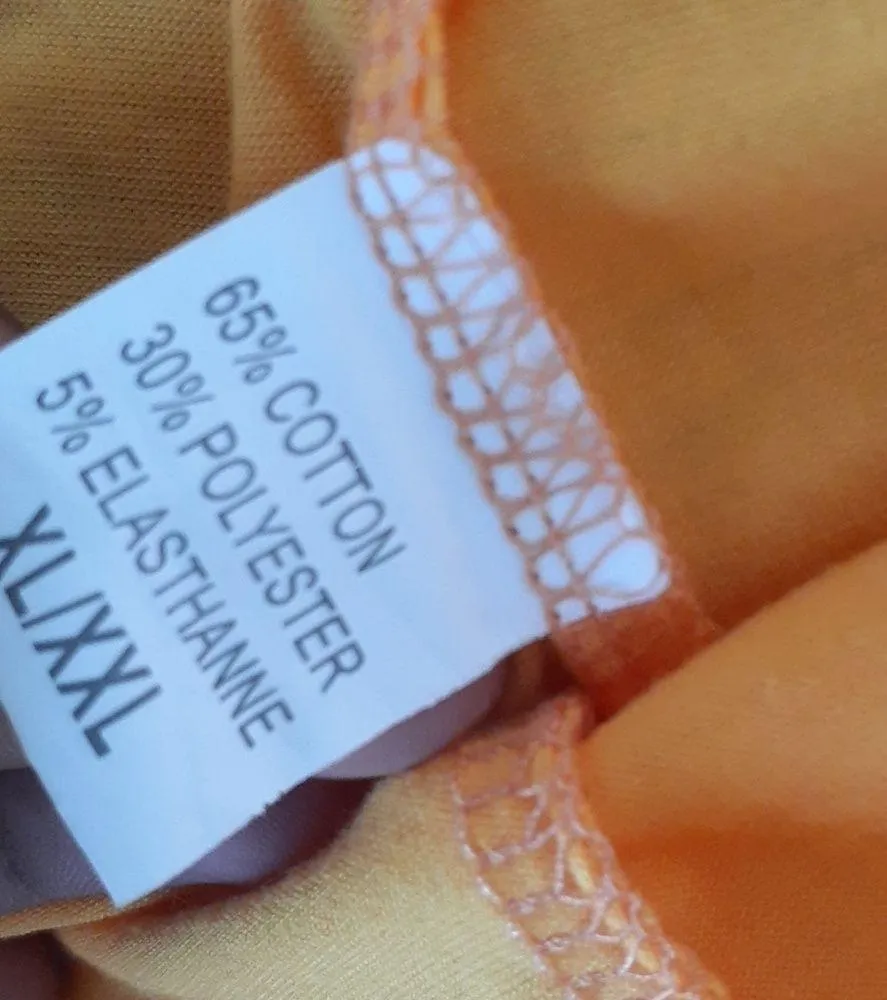 65% COTTON
30% POLYESTER
5% ELASTHANNE
XL/XXL